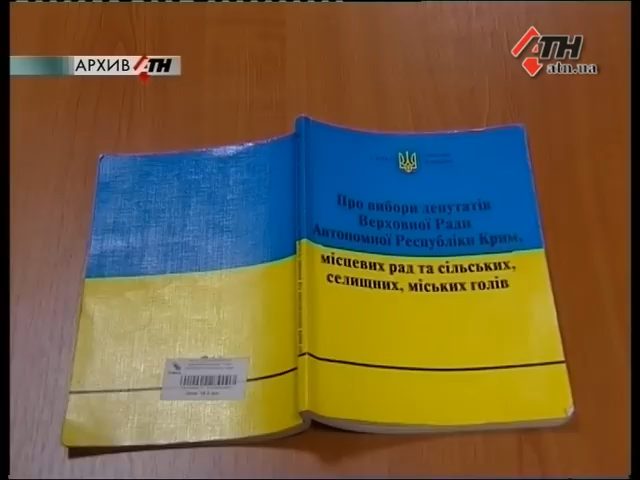 АРХИВ АТН
АТН
atn.ua
Про вибори депутатів
Верховної Ради
Автономної Республіки Крим,
місцевих рад та сільських,
селищних, міських голів